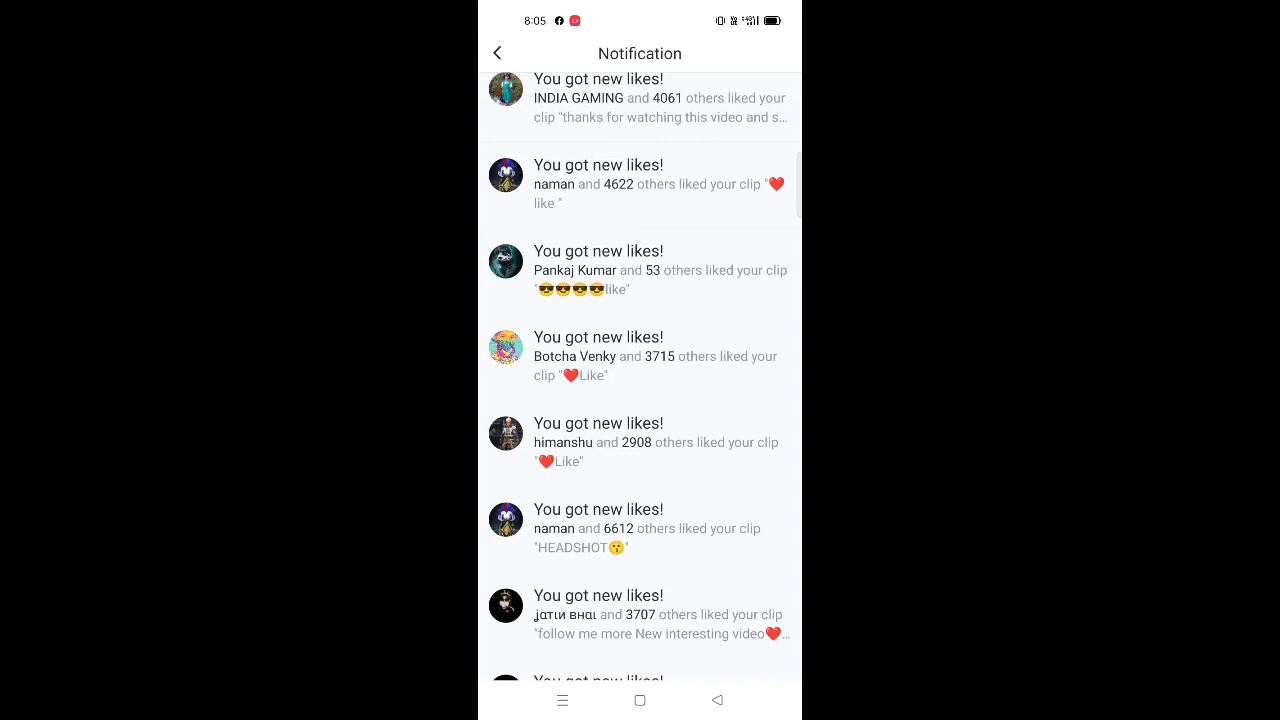 8:05
Notification
You got new likes!
INDIA GAMING and 4061 others liked your
clip "thanks for watching this video and s...
You got new likes!
naman and 4622 others liked your clip "❤️
like "
You got new likes!
Pankaj Kumar and 53 others liked your clip
"😎😎😎😎like"
You got new likes!
Botcha Venky and 3715 others liked your
clip "❤️Like"
You got new likes!
himanshu and 2908 others liked your clip
"❤️Like"
You got new likes!
naman and 6612 others liked your clip
"HEADSHOT😗"
You got new likes!
ʝαтιи внαι and 3707 others liked your clip
"follow me more New interesting video❤️...
You got new likes!